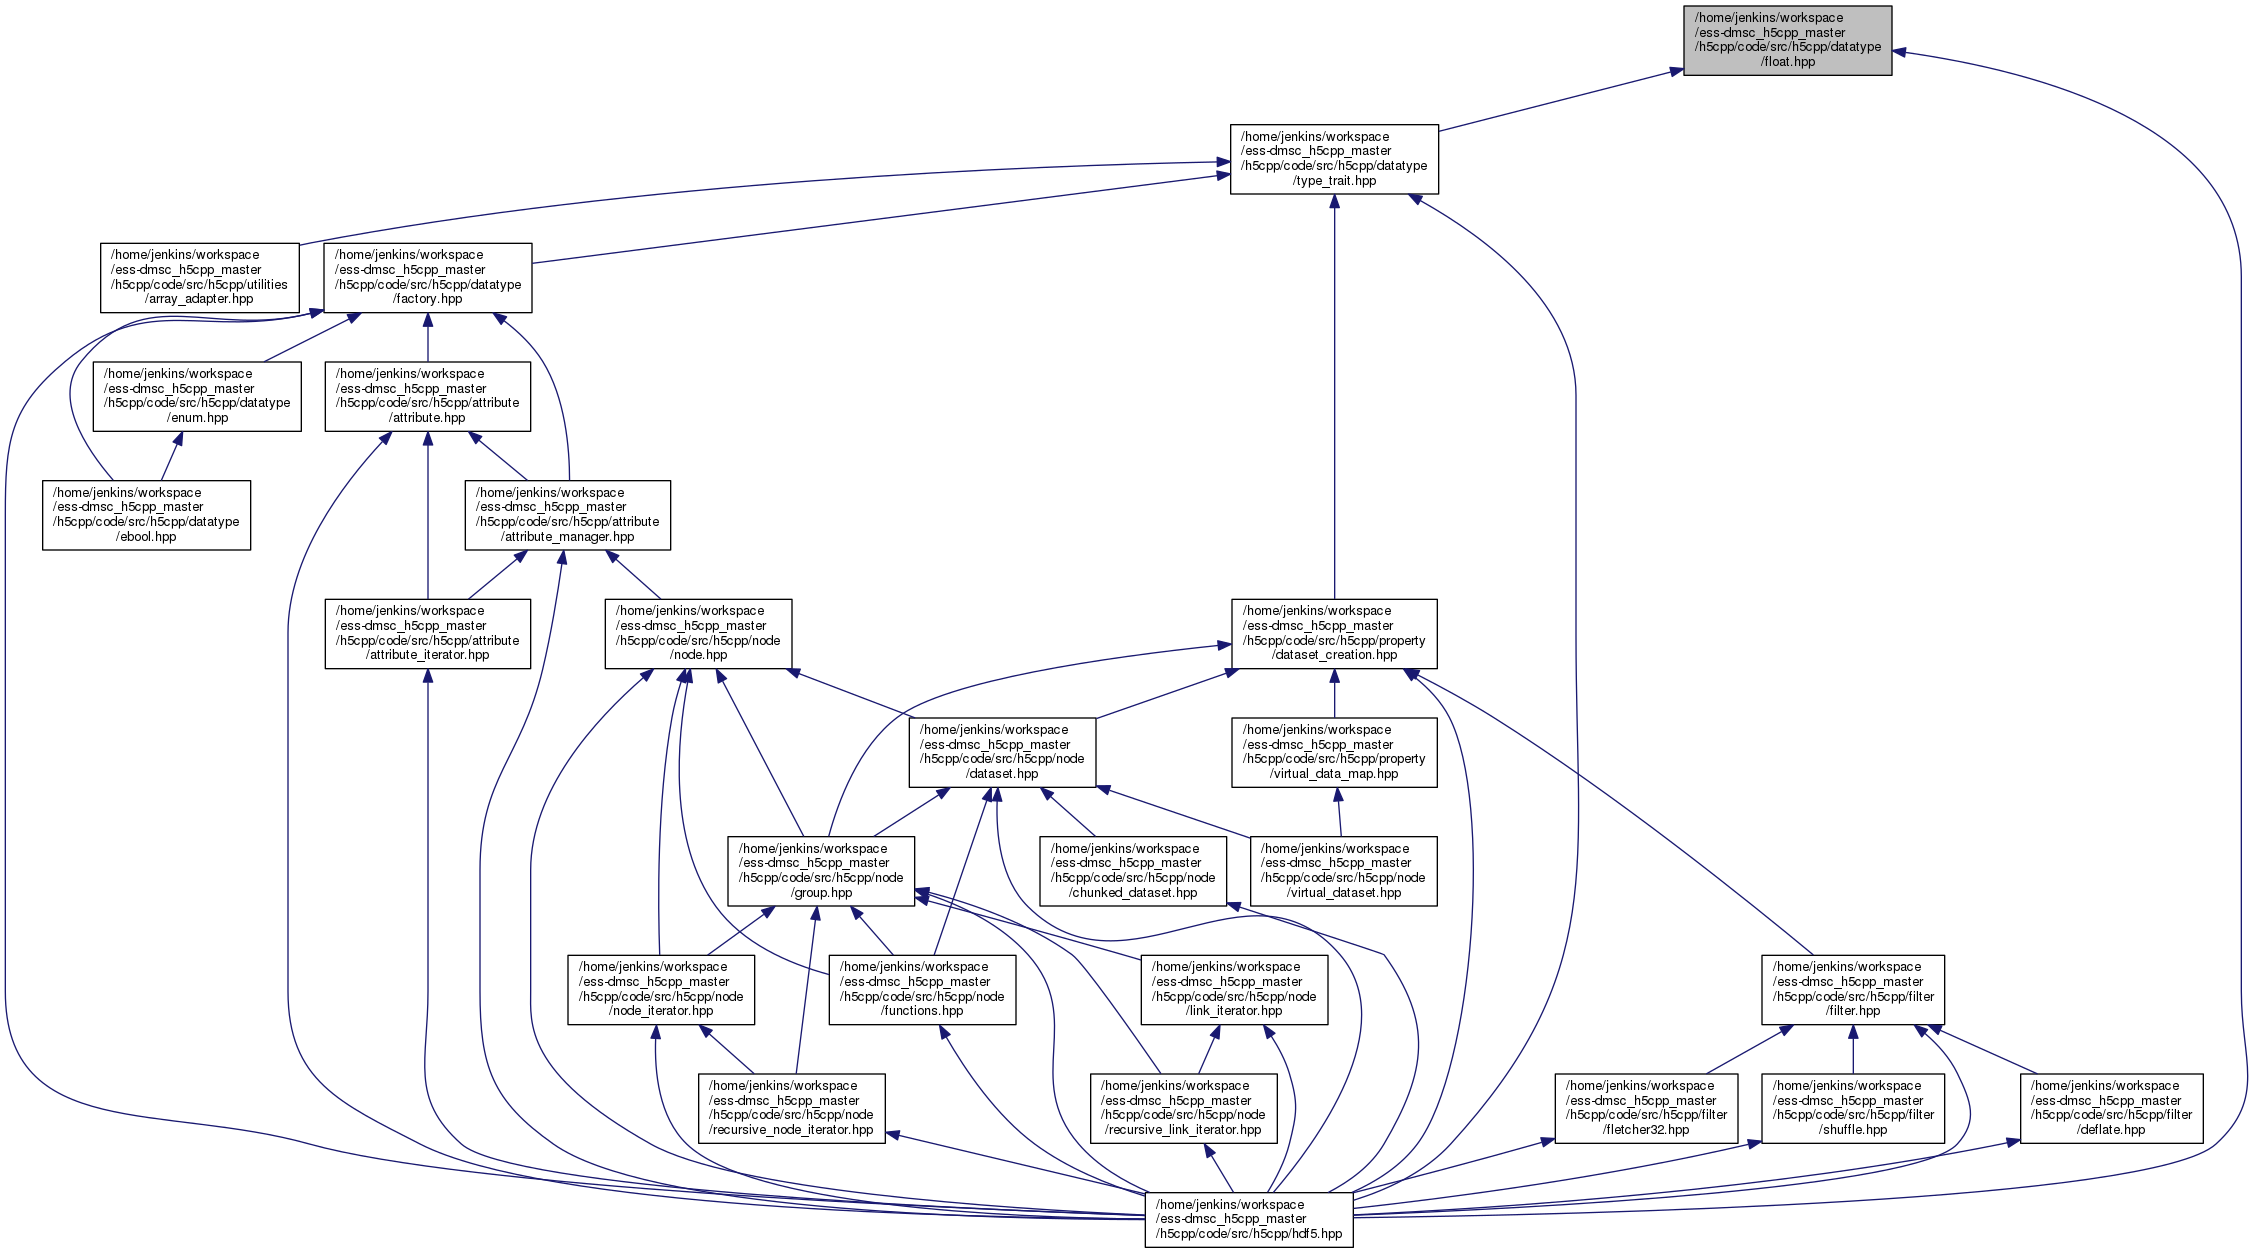 /home/jenkins/workspace
/ess-dmsc_h5cpp_master
/h5cpp/code/src/h5cpp/datatype
/float.hpp
/home/jenkins/workspace
/ess-dmsc_h5cpp_master
/h5cpp/code/src/h5cpp/datatype
/type_trait.hpp
/home/jenkins/workspace
/ess-dmsc_h5cpp_master
/h5cpp/code/src/h5cpp/utilities
/array_adapter.hpp
/home/jenkins/workspace
/ess-dmsc_h5cpp_master
/h5cpp/code/src/h5cpp/datatype
/factory.hpp
/home/jenkins/workspace
/ess-dmsc_h5cpp_master
/h5cpp/code/src/h5cpp/datatype
/enum.hpp
/home/jenkins/workspace
/ess-dmsc_h5cpp_master
/h5cpp/code/src/h5cpp/attribute
/attribute.hpp
/home/jenkins/workspace
/ess-dmsc_h5cpp_master
/h5cpp/code/src/h5cpp/datatype
/ebool.hpp
/home/jenkins/workspace
/ess-dmsc_h5cpp_master
/h5cpp/code/src/h5cpp/attribute
/attribute_manager.hpp
/home/jenkins/workspace
/ess-dmsc_h5cpp_master
/h5cpp/code/src/h5cpp/attribute
/attribute_iterator.hpp
/home/jenkins/workspace
/ess-dmsc_h5cpp_master
/h5cpp/code/src/h5cpp/node
/node.hpp
/home/jenkins/workspace
/ess-dmsc_h5cpp_master
/h5cpp/code/src/h5cpp/property
/dataset_creation.hpp
/home/jenkins/workspace
/ess-dmsc_h5cpp_master
/h5cpp/code/src/h5cpp/node
/dataset.hpp
/home/jenkins/workspace
/ess-dmsc_h5cpp_master
/h5cpp/code/src/h5cpp/property
/virtual_data_map.hpp
/home/jenkins/workspace
/ess-dmsc_h5cpp_master
/h5cpp/code/src/h5cpp/node
/group.hpp
/home/jenkins/workspace
/ess-dmsc_h5cpp_master
/h5cpp/code/src/h5cpp/node
/chunked_dataset.hpp
/home/jenkins/workspace
/ess-dmsc_h5cpp_master
/h5cpp/code/src/h5cpp/node
/virtual_dataset.hpp
/home/jenkins/workspace
/ess-dmsc_h5cpp_master
/h5cpp/code/src/h5cpp/node
/node_iterator.hpp
/home/jenkins/workspace
/ess-dmsc_h5cpp_master
/h5cpp/code/src/h5cpp/node
/functions.hpp
/home/jenkins/workspace
/ess-dmsc_h5cpp_master
/h5cpp/code/src/h5cpp/node
/link_iterator.hpp
/home/jenkins/workspace
/ess-dmsc_h5cpp_master
/h5cpp/code/src/h5cpp/filter
/filter.hpp
/home/jenkins/workspace
/ess-dmsc_h5cpp_master
/h5cpp/code/src/h5cpp/node
/recursive_node_iterator.hpp
/home/jenkins/workspace
/ess-dmsc_h5cpp_master
/h5cpp/code/src/h5cpp/node
/recursive_link_iterator.hpp
/home/jenkins/workspace
/ess-dmsc_h5cpp_master
/h5cpp/code/src/h5cpp/filter
/fletcher32.hpp
/home/jenkins/workspace
/ess-dmsc_h5cpp_master
/h5cpp/code/src/h5cpp/filter
/shuffle.hpp
/home/jenkins/workspace
/ess-dmsc_h5cpp_master
/h5cpp/code/src/h5cpp/filter
/deflate.hpp
/home/jenkins/workspace
/ess-dmsc_h5cpp_master
/h5cpp/code/src/h5cpp/hdf5.hpp